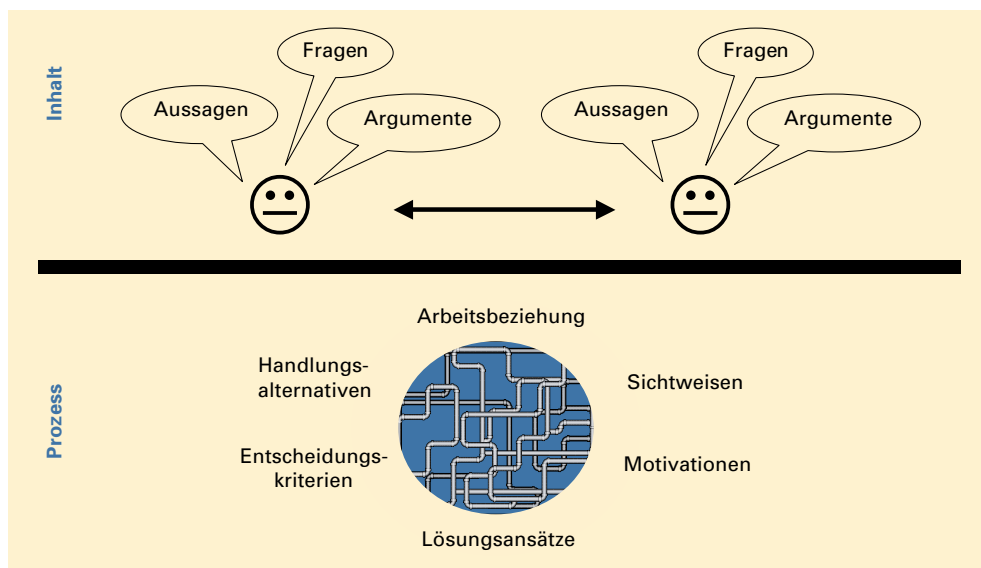 Inhalt
Fragen
Aussagen
Argumente
Fragen
Aussagen
Argumente
Prozess
Arbeitsbeziehung
Handlungs-
alternativen
Sichtweisen
Entscheidungs-
kriterien
Motivationen
Lösungsansätze